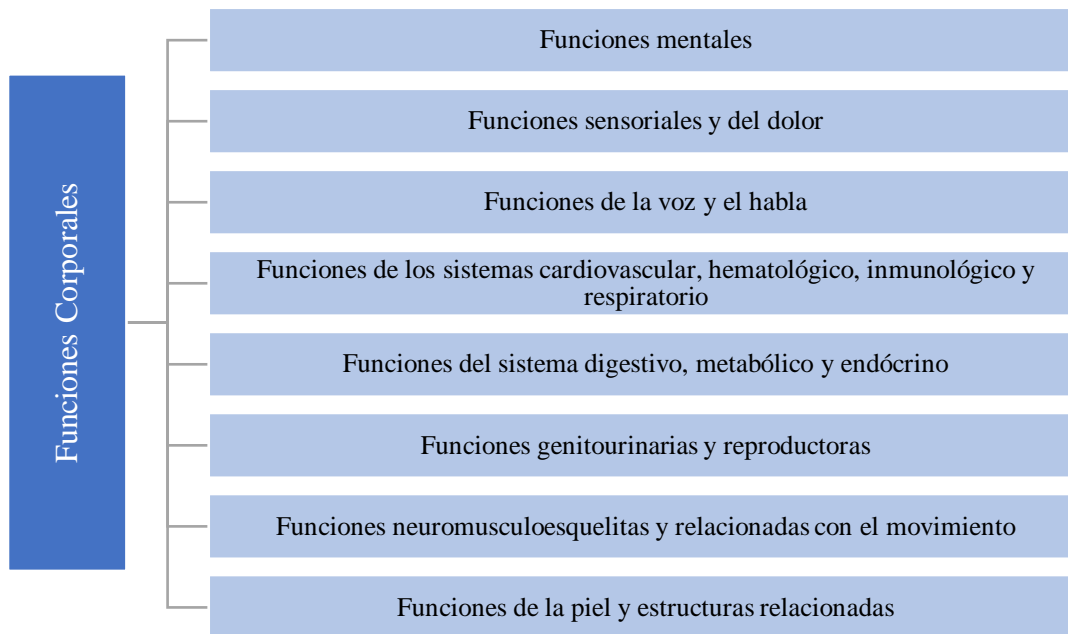 Funciones Corporales
Funciones mentales
Funciones sensoriales y del dolor
Funciones de la voz y el habla
Funciones de los sistemas cardiovascular, hematológico, inmunológico y
respiratorio
Funciones del sistema digestivo, metabólico y endócrino
Funciones genitourinarias y reproductoras
Funciones neuromusculoesquelitas y relacionadas con el movimiento
Funciones de la piel y estructuras relacionadas